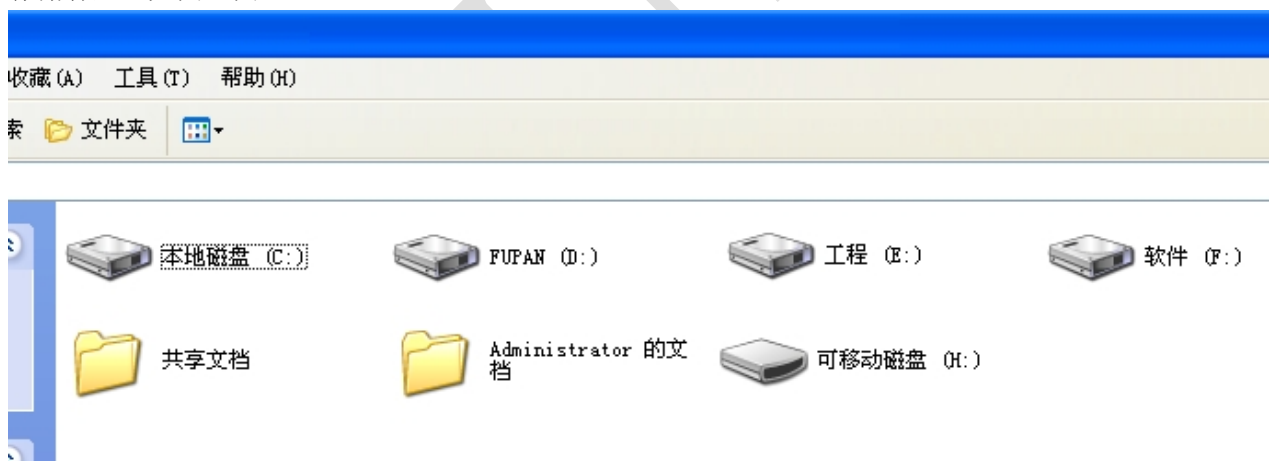 收藏(A) 工具(T) 帮助(H)
索 文件夹
本地磁盘 (C:) FUPAN (D:) 工程 (E:) 软件 (F:)
共享文档 Administrator 的文档 可移动磁盘 (H:)